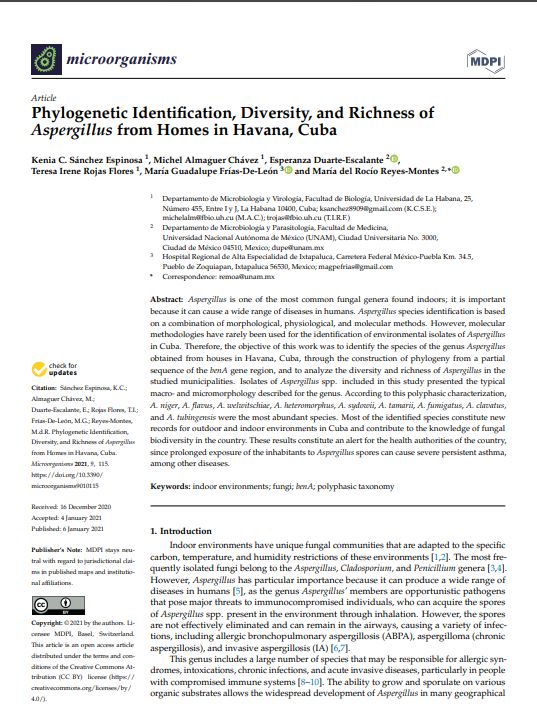 microorganisms
MDPI
Article
Phylogenetic Identification, Diversity, and Richness of
Aspergillus from Homes in Havana, Cuba
Kenia C. Sánchez Espinosa 1, Michel Almaguer Chávez 1, Esperanza Duarte-Escalante 2,
Teresa Irene Rojas Flores 1, María Guadalupe Frías-De-León 3 and María del Rocío Reyes-Montes 2,*
1 Departamento de Microbiología y Virología, Facultad de Biología, Universidad de La Habana, 25,
Número 455, Entre I y J, La Habana 10400, Cuba; ksanchez8909@gmail.com (K.C.S.E.);
michelalm@fbio.uh.cu (M.A.C.); trojas@fbio.uh.cu (T.I.R.F.)
2 Departamento de Microbiología y Parasitología, Facultad de Medicina,
Universidad Nacional Autónoma de México (UNAM), Ciudad Universitaria No. 3000,
Ciudad de México 04510, Mexico; dupe@unam.mx
3 Hospital Regional de Alta Especialidad de Ixtapaluca, Carretera Federal México-Puebla Km. 34.5,
Pueblo de Zoquiapan, Ixtapaluca 56530, Mexico; magpefrias@gmail.com
* Correspondence: remoa@unam.mx
Abstract: Aspergillus is one of the most common fungal genera found indoors; it is important
because it can cause a wide range of diseases in humans. Aspergillus species identification is based
on a combination of morphological, physiological, and molecular methods. However, molecular
methodologies have rarely been used for the identification of environmental isolates of Aspergillus
in Cuba. Therefore, the objective of this work was to identify the species of the genus Aspergillus
obtained from houses in Havana, Cuba, through the construction of phylogeny from a partial
sequence of the benA gene region, and to analyze the diversity and richness of Aspergillus in the
studied municipalities. Isolates of Aspergillus spp. included in this study presented the typical
macro- and micromorphology described for the genus. According to this polyphasic characterization,
A. niger, A. flavus, A. welwitschiae, A. heteromorphus, A. sydowii, A. tamarii, A. fumigatus, A. clavatus,
and A. tubingensis were the most abundant species. Most of the identified species constitute new
records for outdoor and indoor environments in Cuba and contribute to the knowledge of fungal
biodiversity in the country. These results constitute an alert for the health authorities of the country,
since prolonged exposure of the inhabitants to Aspergillus spores can cause severe persistent asthma,
among other diseases.
Keywords: indoor environments; fungi; benA; polyphasic taxonomy
check for
updates
Citation: Sánchez Espinosa, K.C.;
Almaguer Chávez, M.;
Duarte-Escalante, E.; Rojas Flores, T.I.;
Frías-De-León, M.G.; Reyes-Montes,
M.d.R. Phylogenetic Identification,
Diversity, and Richness of Aspergillus
from Homes in Havana, Cuba.
Microorganisms 2021, 9, 115.
https://doi.org/10.3390/
microorganisms9010115
Received: 16 December 2020
Accepted: 4 January 2021
Published: 6 January 2021
Publisher's Note: MDPI stays neu-
tral with regard to jurisdictional clai-
ms in published maps and institutio-
nal affiliations.
CC BY
Copyright: © 2021 by the authors. Li-
censee MDPI, Basel, Switzerland.
This article is an open access article
distributed under the terms and con-
ditions of the Creative Commons At-
tribution (CC BY) license (https://
creativecommons.org/licenses/by/
4.0/).
1. Introduction
Indoor environments have unique fungal communities that are adapted to the specific
carbon, temperature, and humidity restrictions of these environments [1,2]. The most fre-
quently isolated fungi belong to the Aspergillus, Cladosporium, and Penicillium genera [3,4].
However, Aspergillus has particular importance because it can produce a wide range of
diseases in humans [5], as the genus Aspergillus' members are opportunistic pathogens
that pose major threats to immunocompromised individuals, who can acquire the spores
of Aspergillus spp. present in the environment through inhalation. However, the spores
are not effectively eliminated and can remain in the airways, causing a variety of infec-
tions, including allergic bronchopulmonary aspergillosis (ABPA), aspergilloma (chronic
aspergillosis), and invasive aspergillosis (IA) [6,7].
This genus includes a large number of species that may be responsible for allergic syn-
dromes, intoxications, chronic infections, and acute invasive diseases, particularly in people
with compromised immune systems [8–10]. The ability to grow and sporulate on various
organic substrates allows the widespread development of Aspergillus in many geographical